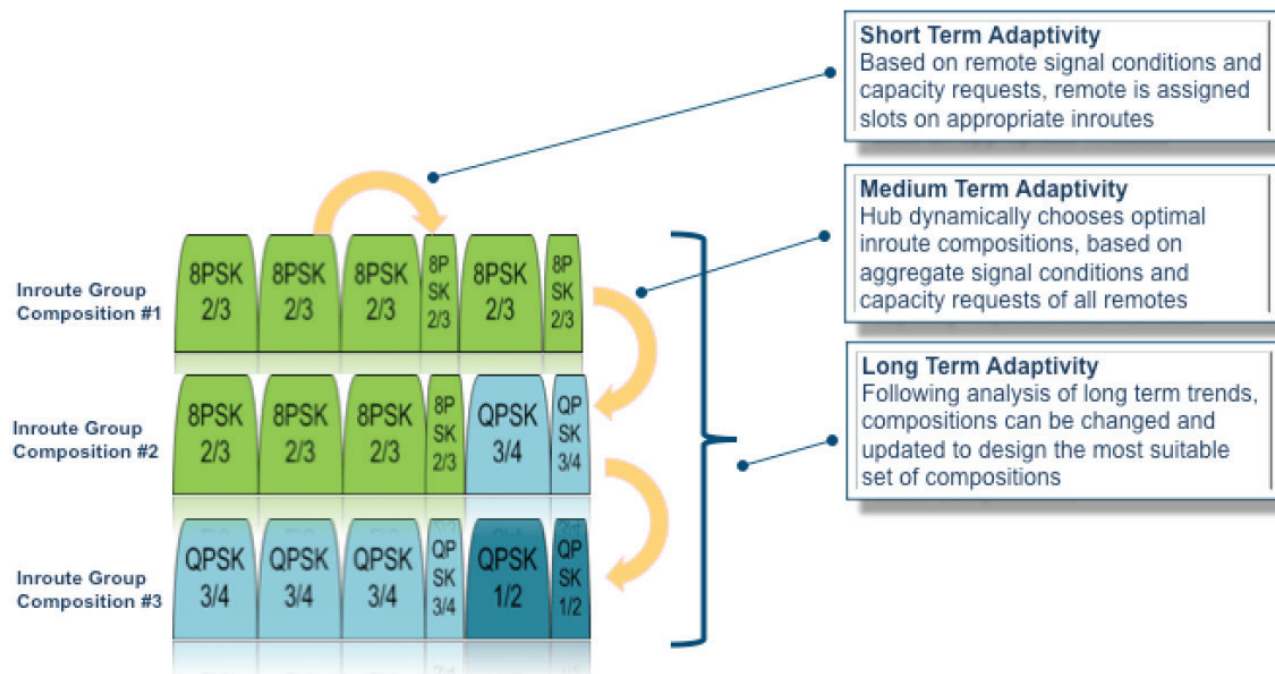 Short Term Adaptivity
Based on remote signal conditions and
capacity requests, remote is assigned
slots on appropriate inroutes
Medium Term Adaptivity
Hub dynamically chooses optimal
inroute compositions, based on
aggregate signal conditions and
capacity requests of all remotes
Long Term Adaptivity
Following analysis of long term trends,
compositions can be changed and
updated to design the most suitable
set of compositions
Inroute Group
Composition #1
8PSK
2/3
8PSK
2/3
8PSK
2/3
8P
SK
2/3
8PSK
2/3
8P
SK
2/3
Inroute Group
Composition #2
8PSK
2/3
8PSK
2/3
8PSK
2/3
8P
SK
2/3
QPSK
3/4
QP
SK
3/4
Inroute Group
Composition #3
QPSK
3/4
QPSK
3/4
QPSK
3/4
QP
SK
3/4
QPSK
1/2
QP
SK
1/2